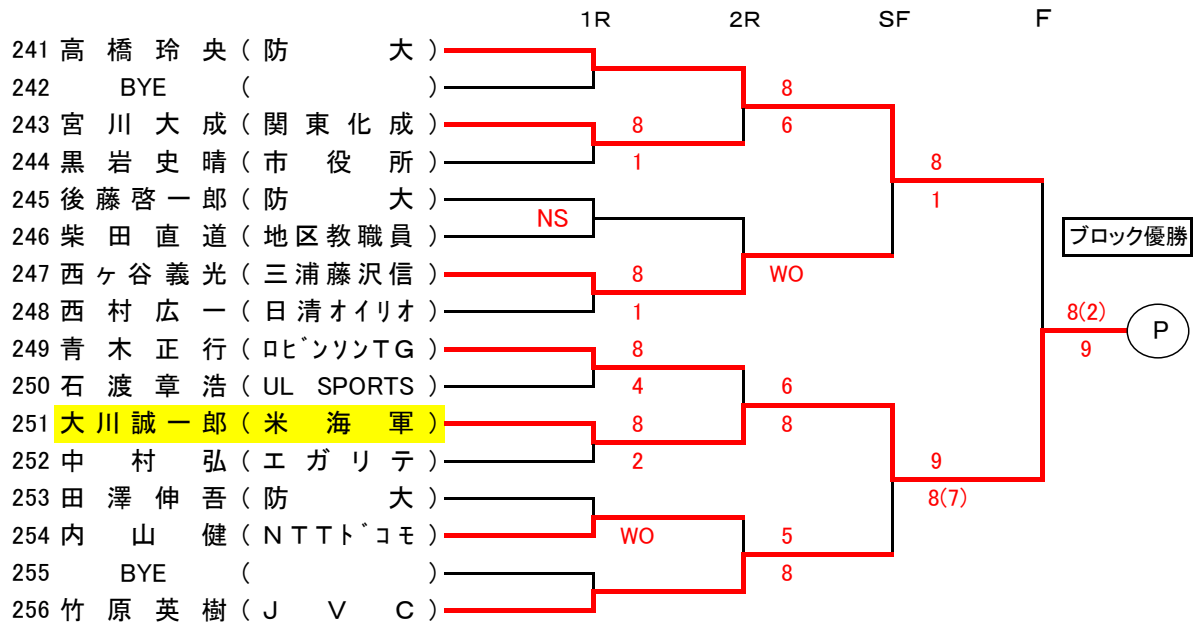 1R 2R SF F
241 高橋玲央(防大)
242 BYE ( ) 8
243 宮川大成(関東化成) 8 6
244 黒岩史晴(市役所) 1 8
245 後藤啓一郎(防大) 1
NS
246 柴田直道(地区教職員) ブロック優勝
247 西ヶ谷義光(三浦藤沢信) 8 WO
248 西村広一(日清オイリオ) 1 8(2)
P
249 青木正行(ロビンソンTG) 8 9
250 石渡章浩(UL SPORTS) 4 6
251 大川誠一郎(米海軍) 8 8
252 中村弘(エガリテ) 2 9
253 田澤伸吾(防大) 8(7)
254 内山健(NTTドコモ) WO 5
255 BYE ( ) 8
256 竹原英樹(JVC)